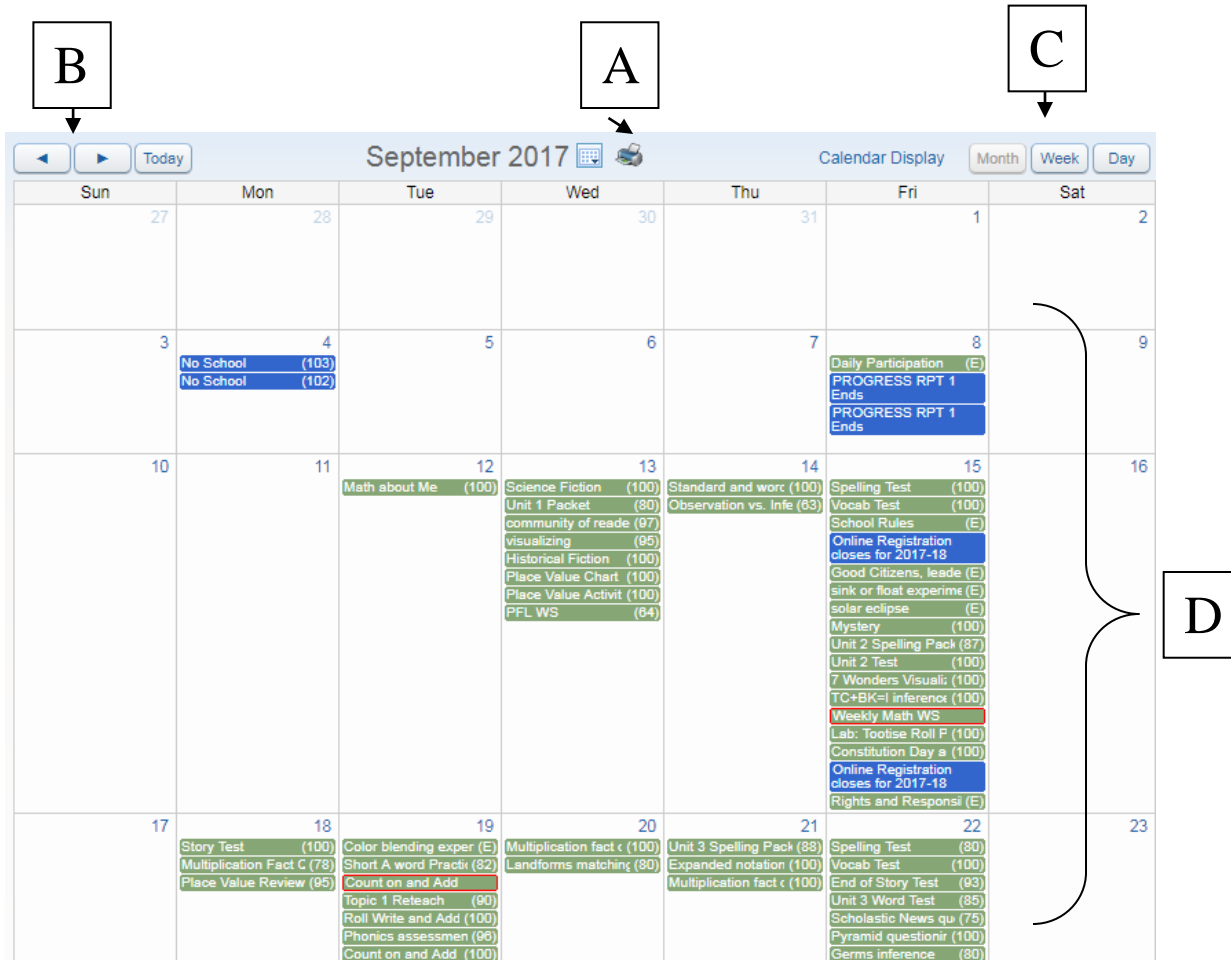 B
A
C
Today
September 2017
Calendar Display
Month
Week
Day
Sun Mon Tue Wed Thu Fri Sat
27 28 29 30 31 1 2
3 4 5 6 7 8 9
No School (103)
No School (102)
Daily Participation (E)
PROGRESS RPT 1
Ends
PROGRESS RPT 1
Ends
10 11 12 13 14 15 16
Math about Me (100)
Science Fiction (100)
Unit 1 Packet (80)
community of reade (97)
visualizing (95)
Historical Fiction (100)
Place Value Chart (100)
Place Value Activit (100)
PFL WS (64)
Standard and worc (100)
Observation vs. Infe (63)
Spelling Test (100)
Vocab Test (100)
School Rules (E)
Online Registration
closes for 2017-18
Good Citizens, leade (E)
sink or float experime (E)
solar eclipse (E)
Mystery (100)
Unit 2 Spelling Pack (87)
Unit 2 Test (100)
7 Wonders Visuali: (100)
TC+BK=I inference (100)
Weekly Math WS
Lab: Tootise Roll P (100)
Constitution Day a (100)
Online Registration
closes for 2017-18
Rights and Responsi (E)
D
17 18 19 20 21 22 23
Story Test (100)
Multiplication Fact C (78)
Place Value Review (95)
Color blending exper (E)
Short A word Practic (82)
Count on and Add
Topic 1 Reteach (90)
Roll Write and Add (100)
Phonics assessmen (96)
Count on and Add (100)
Multiplication fact c (100)
Landforms matching (80)
Unit 3 Spelling Pack (88)
Expanded notation (100)
Multiplication fact c (100)
Spelling Test (80)
Vocab Test (100)
End of Story Test (93)
Unit 3 Word Test (85)
Scholastic News qu (75)
Pyramid questionir (100)
Germs inference (80)